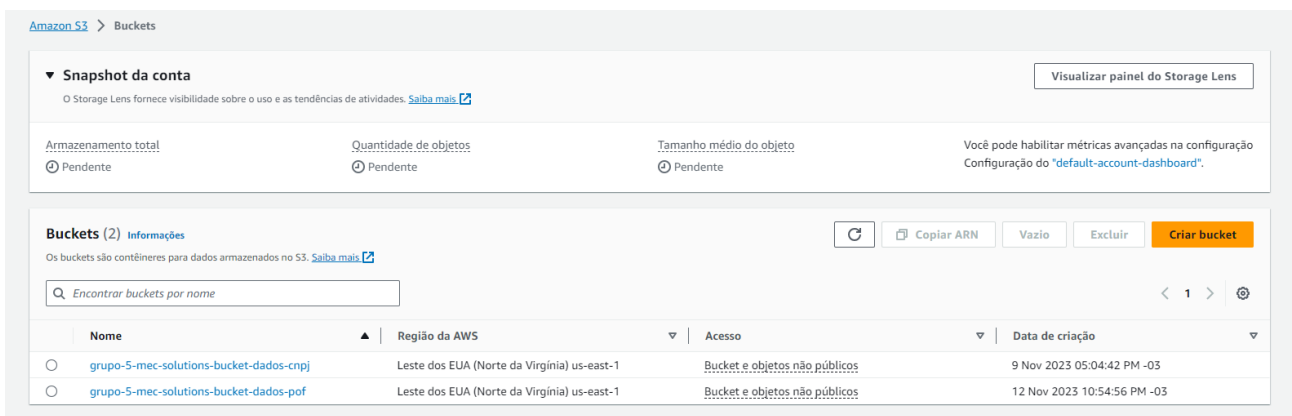 Amazon S3 > Buckets
▼ Snapshot da conta
Visualizar painel do Storage Lens
O Storage Lens fornece visibilidade sobre o uso e as tendências de atividades. Saiba mais
Armazenamento total Quantidade de objetos Tamanho médio do objeto Você pode habilitar métricas avançadas na configuração
Pendente Pendente Pendente Configuração do "default-account-dashboard".
Buckets (2) Informações
Copiar ARN Vazio Excluir Criar bucket
Os buckets são contêineres para dados armazenados no S3. Saiba mais
Encontrar buckets por nome
< 1 >
Nome Região da AWS Acesso Data de criação
grupo-5-mec-solutions-bucket-dados-cnpj Leste dos EUA (Norte da Virgínia) us-east-1 Bucket e objetos não públicos 9 Nov 2023 05:04:42 PM -03
grupo-5-mec-solutions-bucket-dados-pof Leste dos EUA (Norte da Virgínia) us-east-1 Bucket e objetos não públicos 12 Nov 2023 10:54:56 PM -03